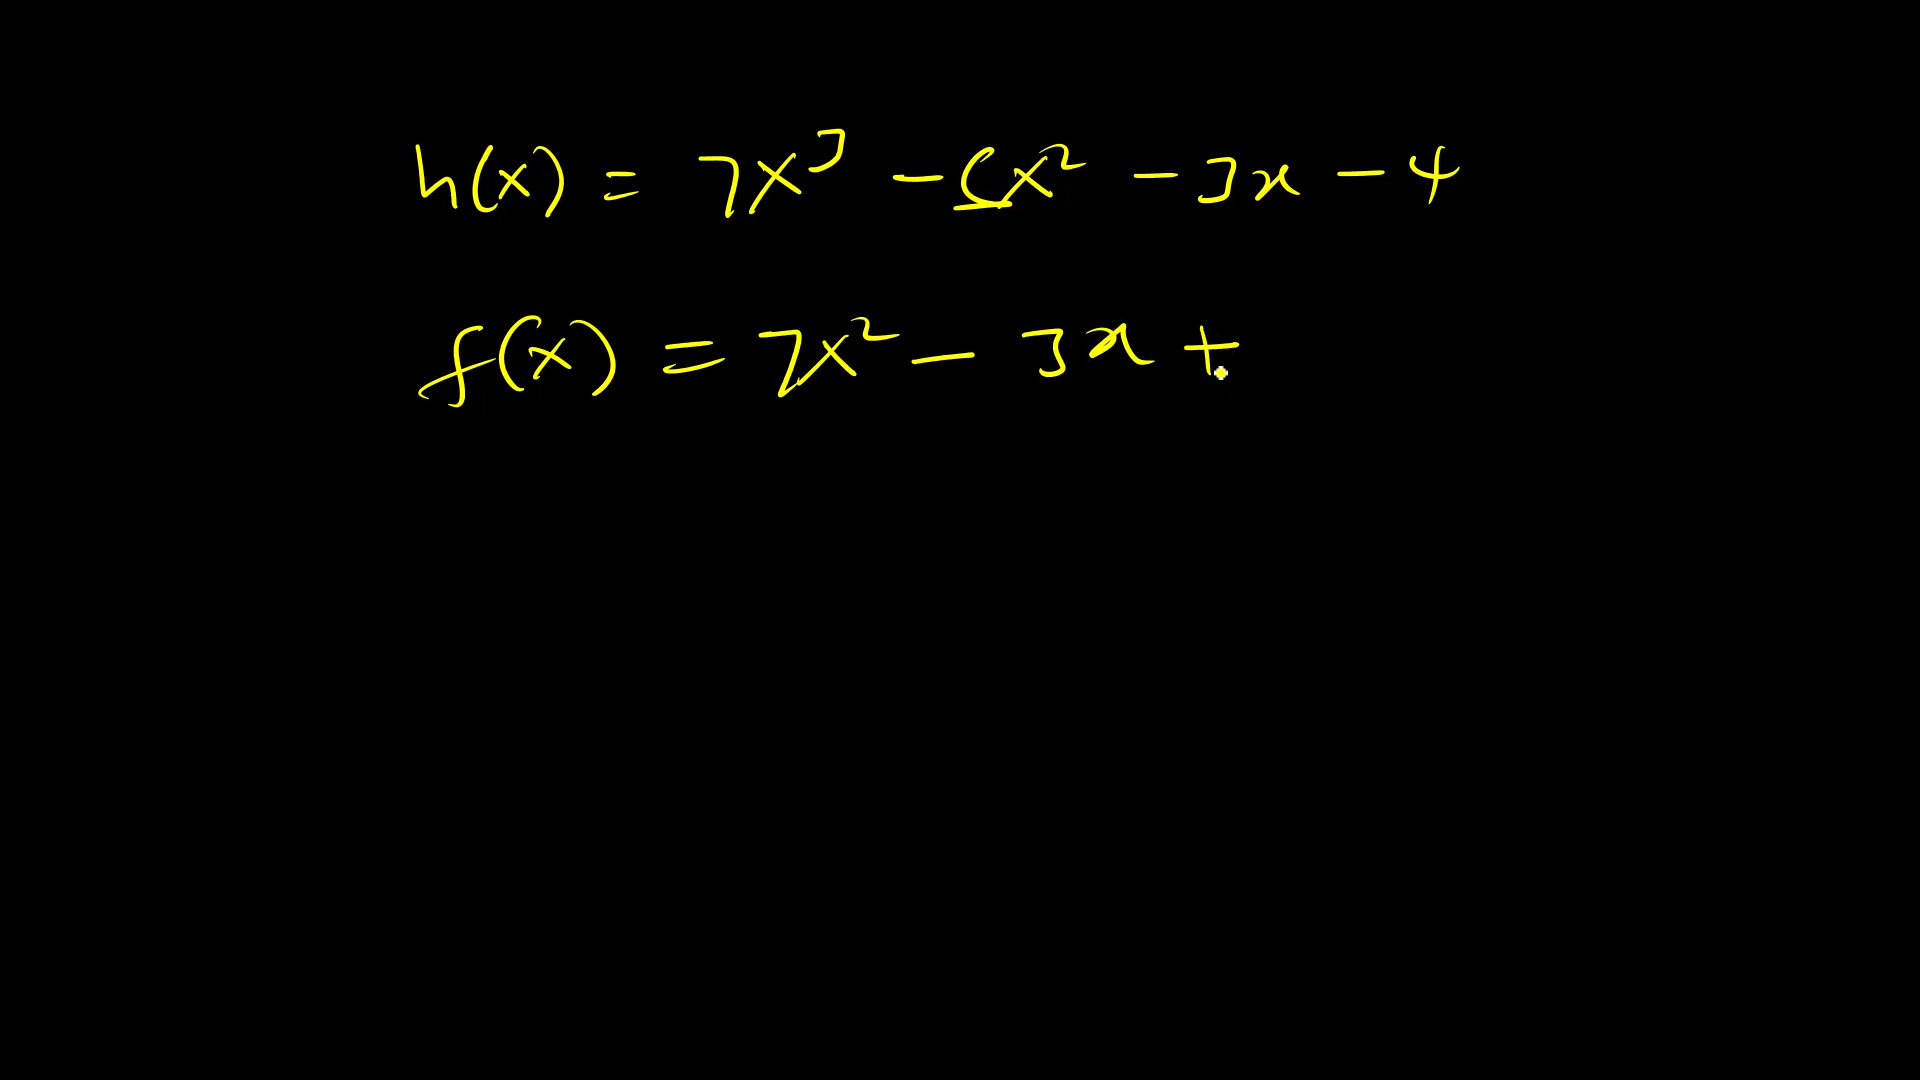 h(x) = 7x³ - 5x² - 3x - 4
f(x) = 7x² - 3x +